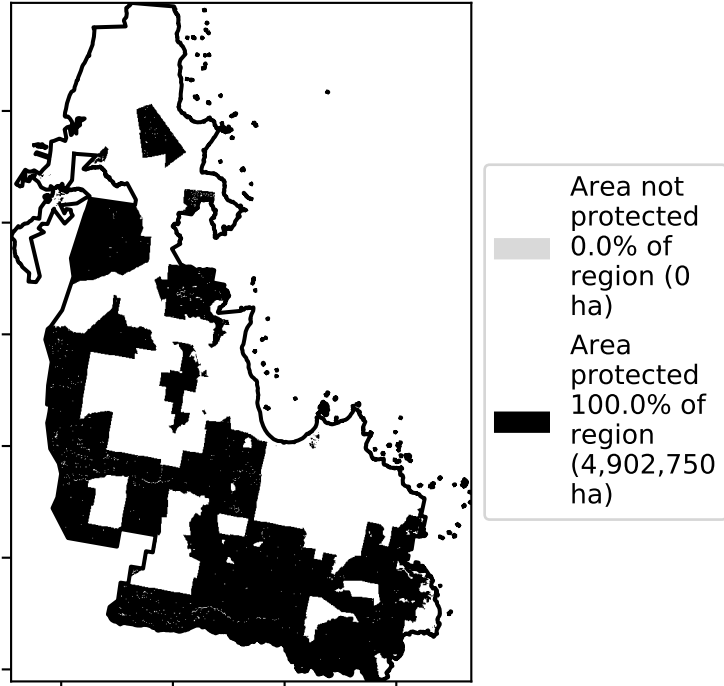 Area not
protected
0.0% of
region (0
ha)
Area
protected
100.0% of
region
(4,902,750
ha)